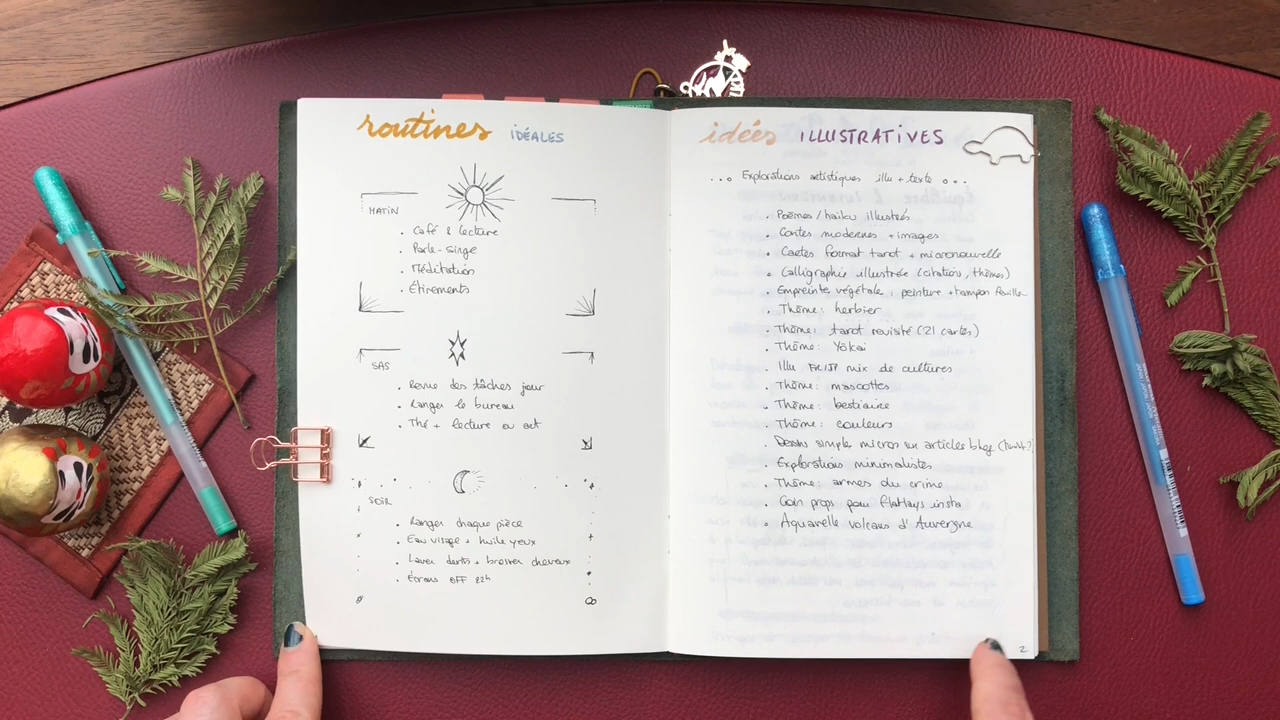 routines IDÉALES
MATIN
Café & lecture
Parle-singe
Méditation
Étirements
SAS
Revue des tâches jour
Ranger le bureau
Thé + lecture ou art
SOIR
Ranger chaque pièce
Eau visage + huile yeux
Laver dents + brosser cheveux
Écrans OFF 22h
idées ILLUSTRATIVES
Explorations artistiques illu + texte
Poèmes/haiku illustrés
Contes modernes + images
Cartes format tarot + micronouvelle
Calligraphie illustrée (citation, thèmes)
Empreinte végétale : peinture + tampon feuille
Thème: herbier
Thème: tarot revisité (21 cartes)
Thème: Yōkai
Illu mix de cultures
Thème: mascottes
Thème: bestiaire
Thème: couleurs
Dessin simple micros sur articles blog
Explorations minimalistes
Thème: armes du crime
Coin props pour flatlays insta
Aquarelle volcans d'Auvergne
2